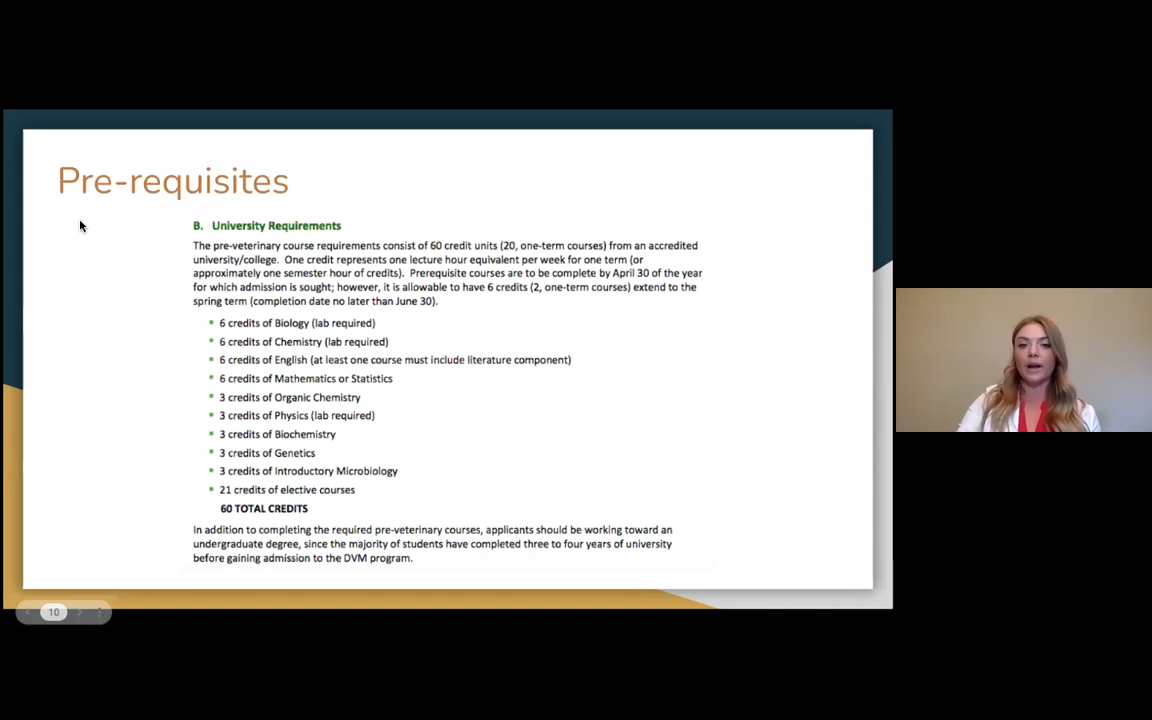 Pre-requisites
B. University Requirements
The pre-veterinary course requirements consist of 60 credit units (20, one-term courses) from an accredited
university/college. One credit represents one lecture hour equivalent per week for one term (or
approximately one semester hour of credits). Prerequisite courses are to be complete by April 30 of the year
for which admission is sought; however, it is allowable to have 6 credits (2, one-term courses) extend to the
spring term (completion date no later than June 30).
6 credits of Biology (lab required)
6 credits of Chemistry (lab required)
6 credits of English (at least one course must include literature component)
6 credits of Mathematics or Statistics
3 credits of Organic Chemistry
3 credits of Physics (lab required)
3 credits of Biochemistry
3 credits of Genetics
3 credits of Introductory Microbiology
21 credits of elective courses
60 TOTAL CREDITS
In addition to completing the required pre-veterinary courses, applicants should be working toward an
undergraduate degree, since the majority of students have completed three to four years of university
before gaining admission to the DVM program.
10